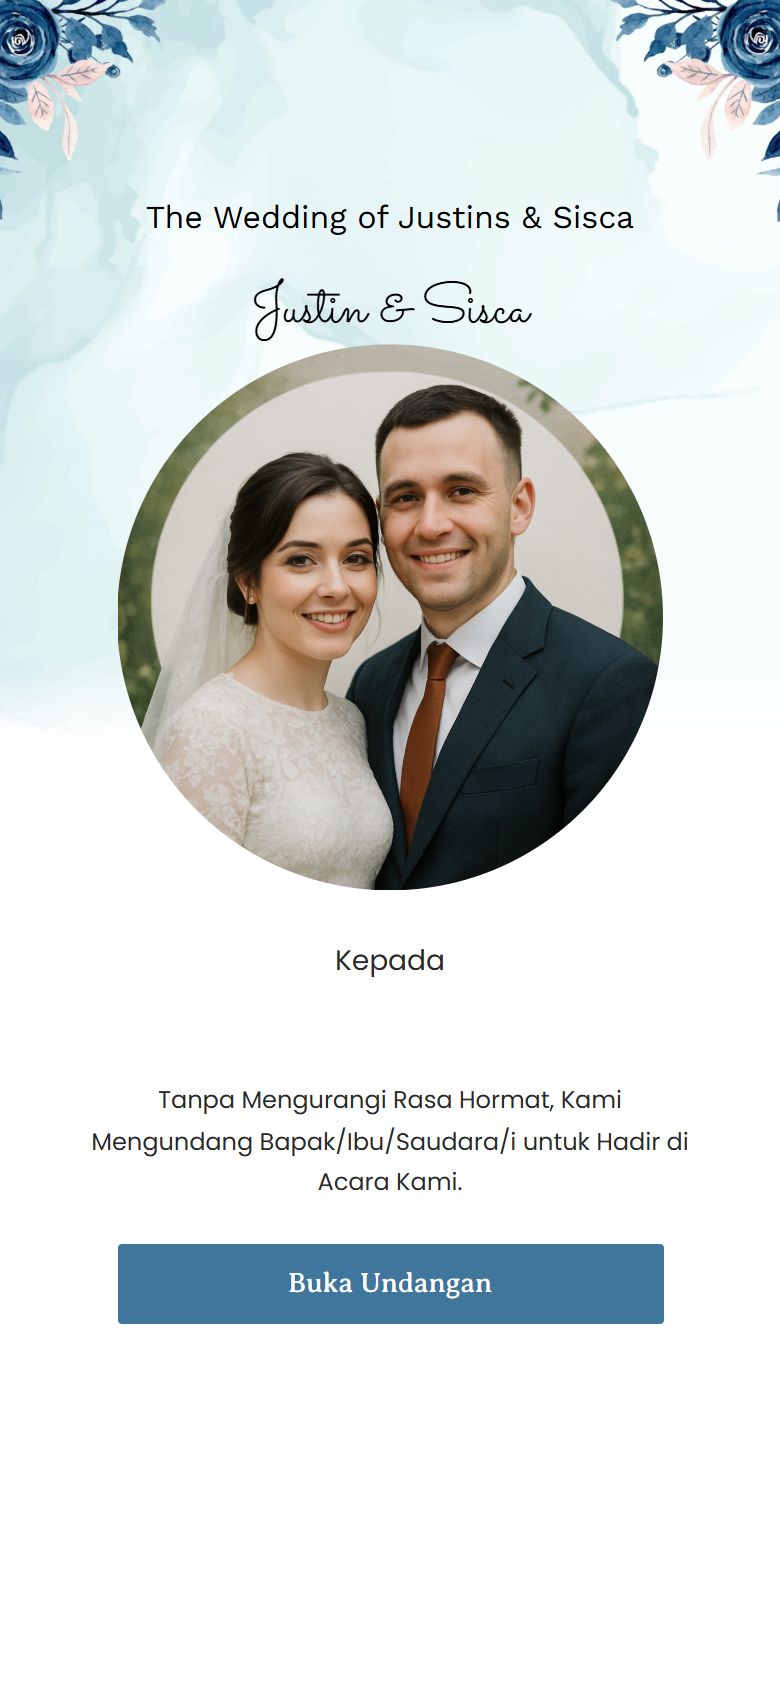 The Wedding of Justins & Sisca
Justin & Sisca
Kepada
Tanpa Mengurangi Rasa Hormat, Kami
Mengundang Bapak/Ibu/Saudara/i untuk Hadir di
Acara Kami.
Buka Undangan